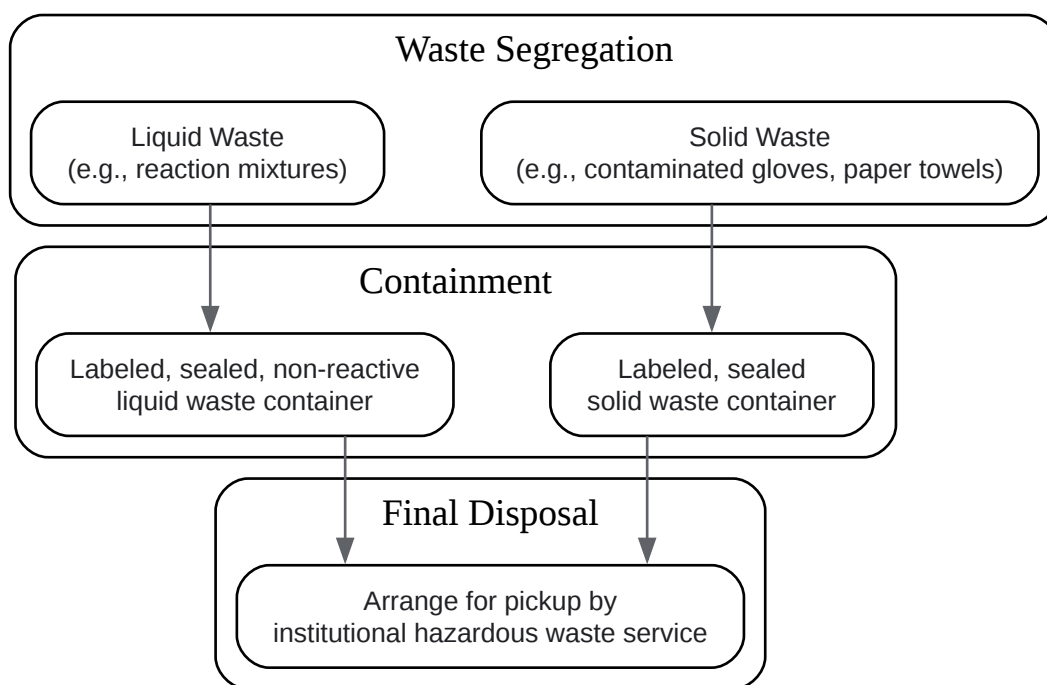 Waste Segregation
Liquid Waste
(e.g., reaction mixtures)
Solid Waste
(e.g., contaminated gloves, paper towels)
Containment
Labeled, sealed, non-reactive
liquid waste container
Labeled, sealed
solid waste container
Final Disposal
Arrange for pickup by
institutional hazardous waste service